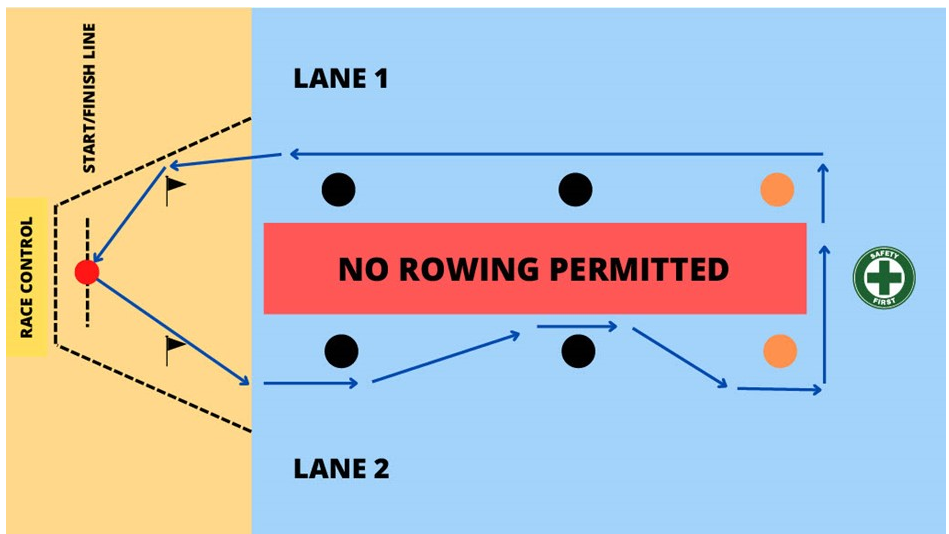 START/FINISH LINE
LANE 1
RACE CONTROL
NO ROWING PERMITTED
SAFETY
FIRST
LANE 2